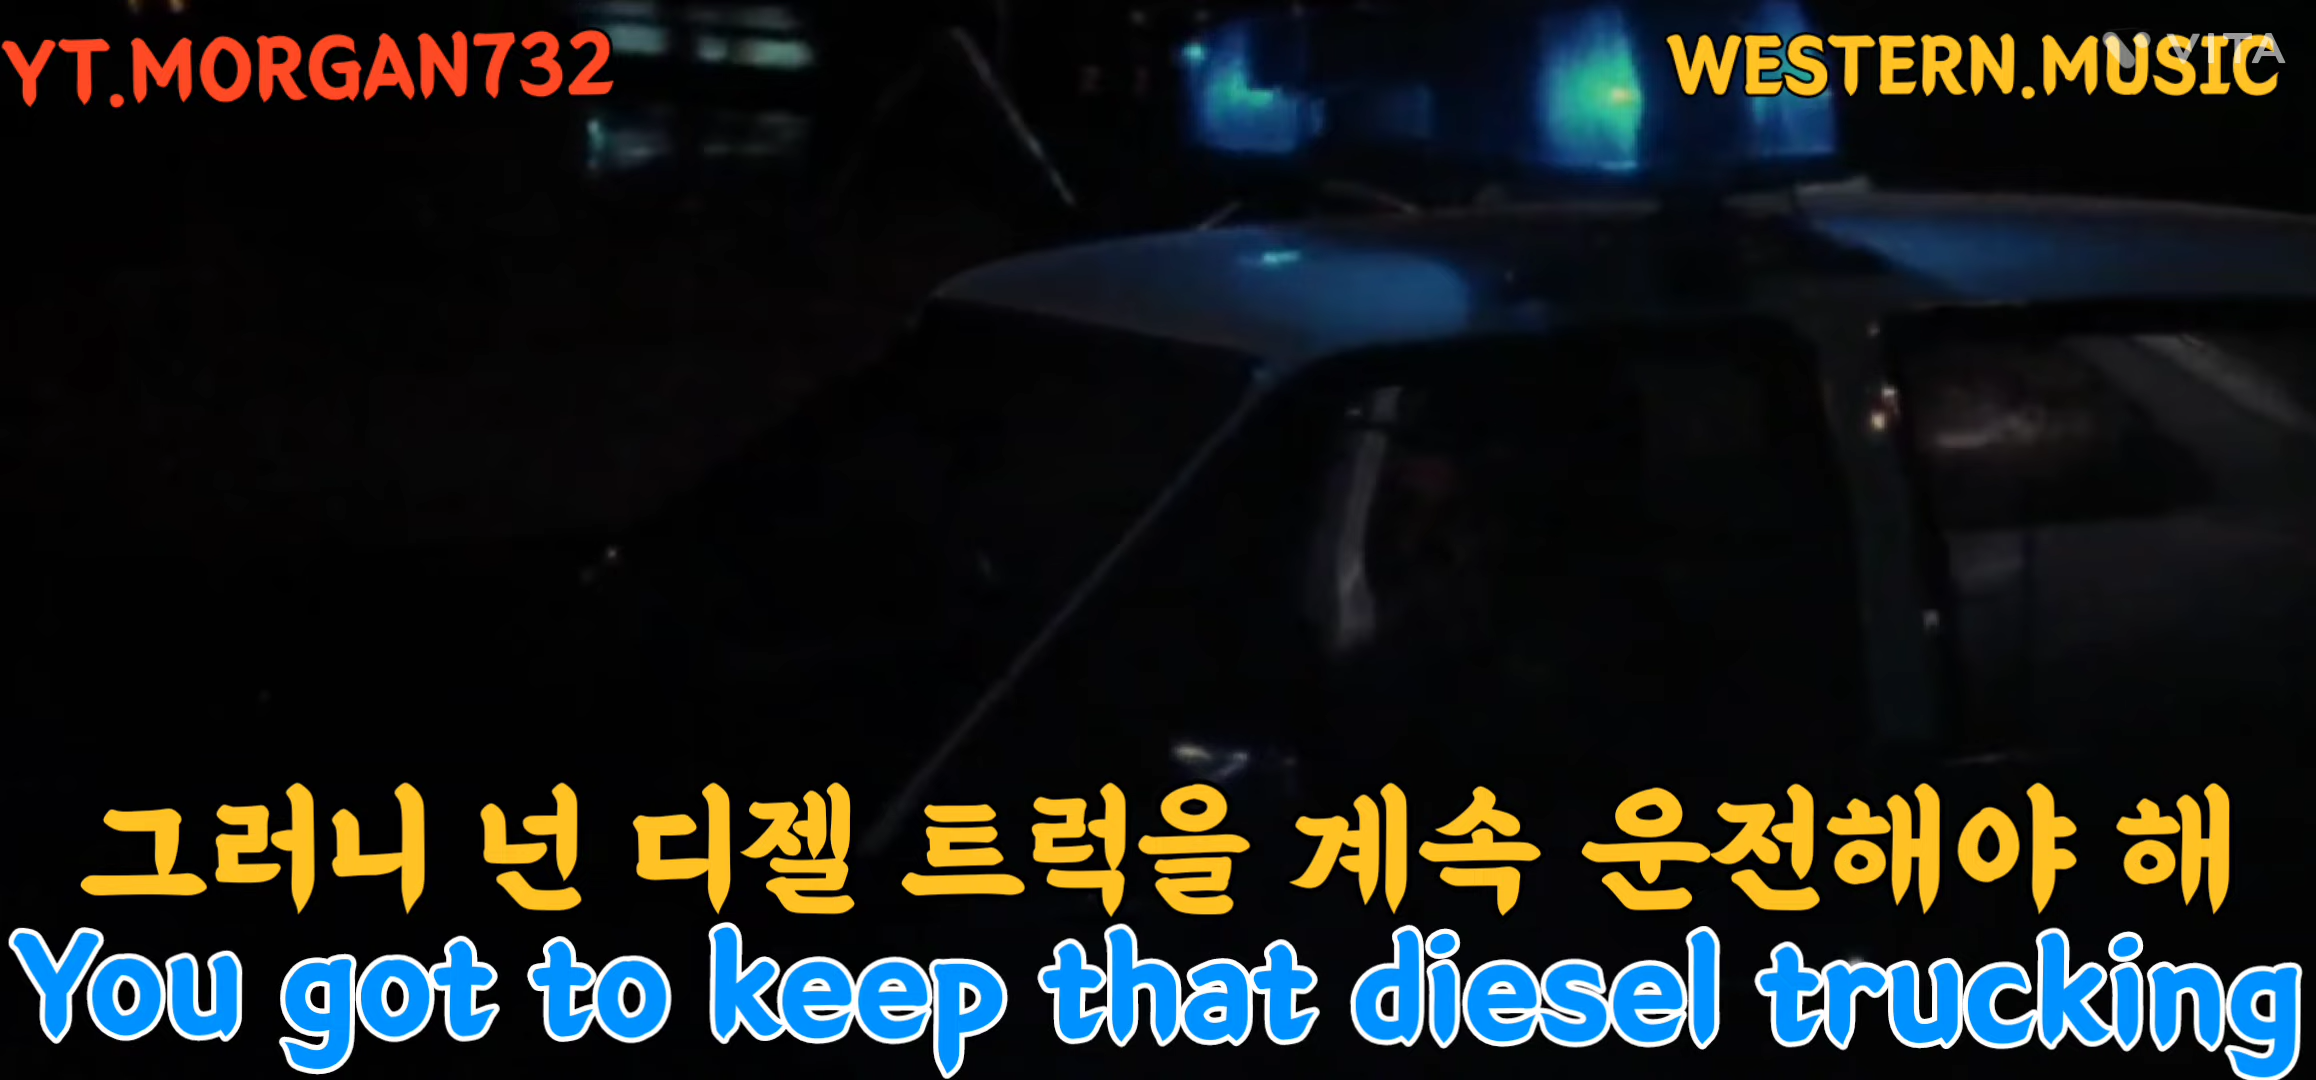 YT.MORGAN732
WESTERN.MUSIC
VITA
그러니 넌 디젤 트럭을 계속 운전해야 해
You got to keep that diesel trucking